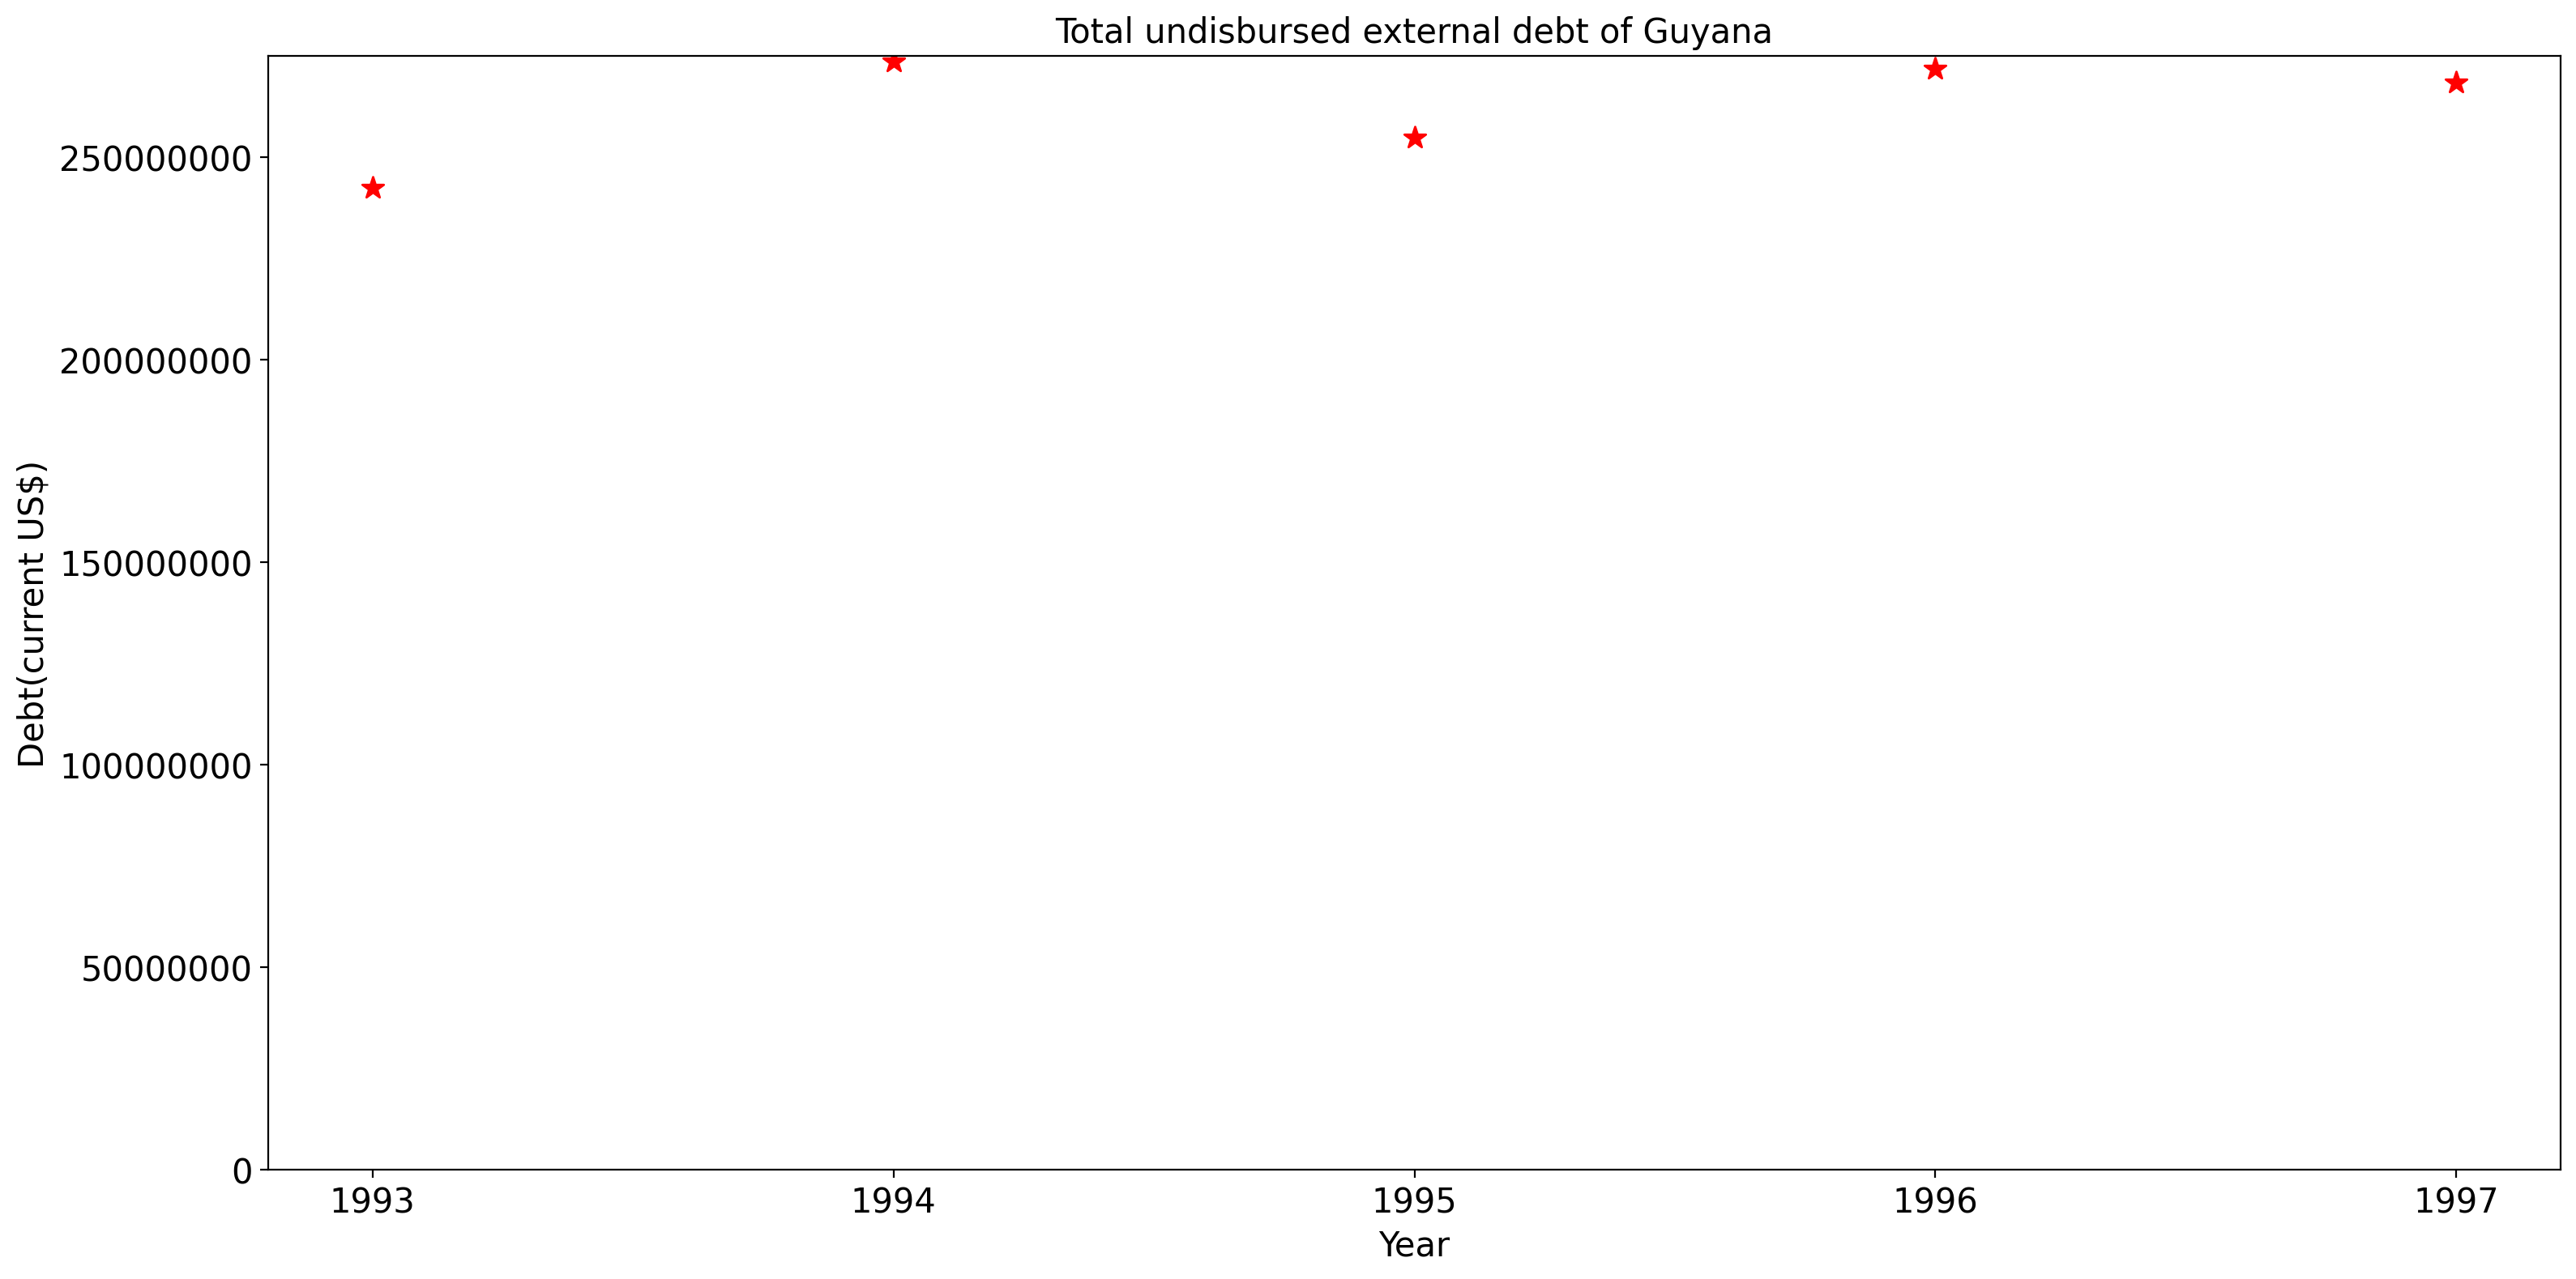 Total undisbursed external debt of Guyana
Debt(current US$)
250000000
200000000
150000000
100000000
50000000
0
1993 1994 1995 1996 1997
Year